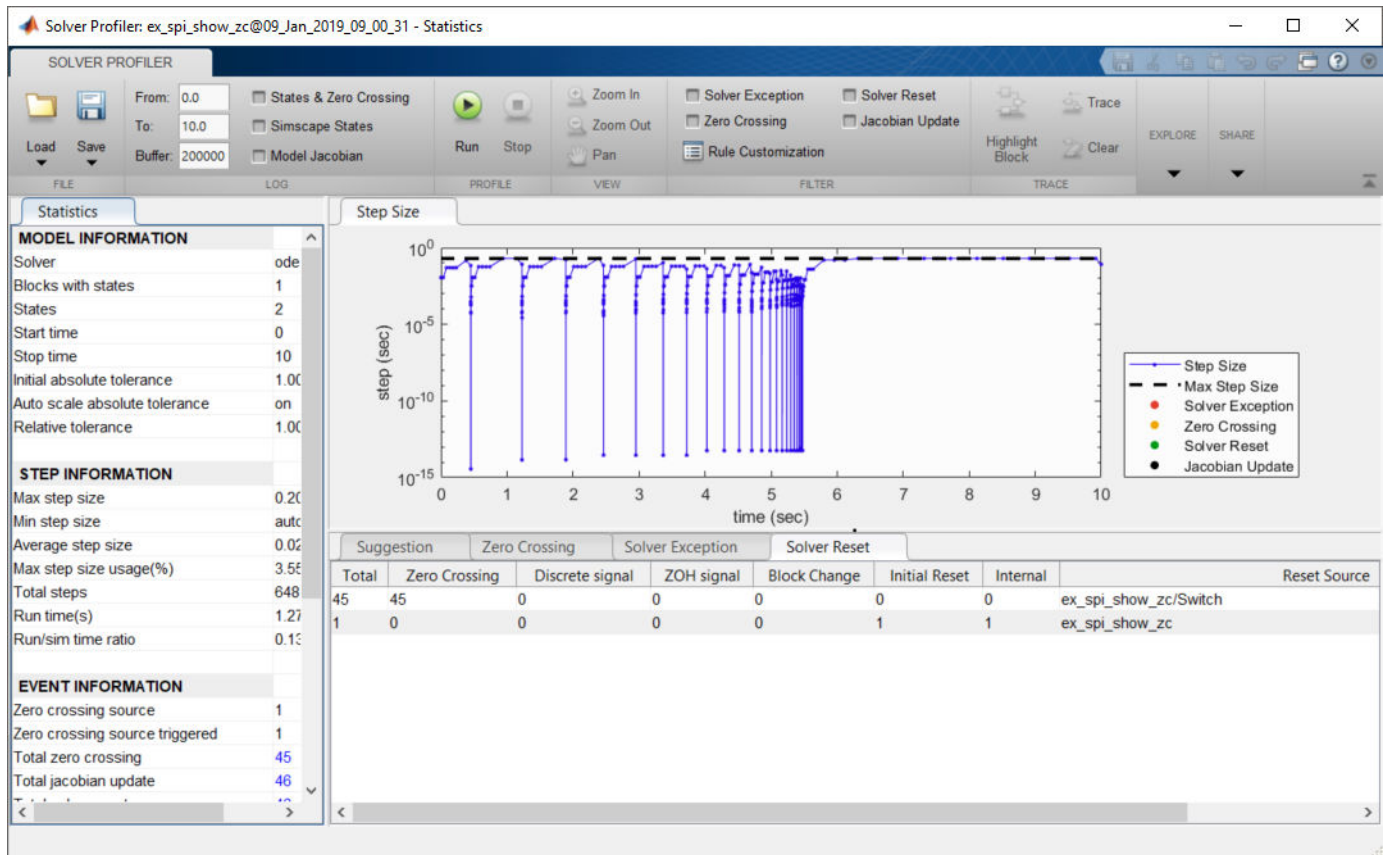 Solver Profiler: ex_spi_show_zc@09_Jan_2019_09_00_31 - Statistics
SOLVER PROFILER
Load
Save
From: 0.0
To: 10.0
Buffer: 200000
States & Zero Crossing
Simscape States
Model Jacobian
Run
Stop
Zoom In
Zoom Out
Pan
Solver Exception
Zero Crossing
Rule Customization
Solver Reset
Jacobian Update
Highlight
Block
Trace
Clear
EXPLORE
SHARE
FILE
LOG
PROFILE
VIEW
FILTER
TRACE
Statistics
MODEL INFORMATION
Solver ode
Blocks with states 1
States 2
Start time 0
Stop time 10
Initial absolute tolerance 1.00
Auto scale absolute tolerance on
Relative tolerance 1.00
STEP INFORMATION
Max step size 0.20
Min step size auto
Average step size 0.02
Max step size usage(%) 3.55
Total steps 648
Run time(s) 1.27
Run/sim time ratio 0.13
EVENT INFORMATION
Zero crossing source 1
Zero crossing source triggered 1
Total zero crossing 45
Total jacobian update 46
Step Size
10^0
10^-5
10^-10
10^-15
step (sec)
0 1 2 3 4 5 6 7 8 9 10
time (sec)
Step Size
Max Step Size
Solver Exception
Zero Crossing
Solver Reset
Jacobian Update
Suggestion Zero Crossing Solver Exception Solver Reset
Total Zero Crossing Discrete signal ZOH signal Block Change Initial Reset Internal Reset Source
45 45 0 0 0 0 0 ex_spi_show_zc/Switch
1 0 0 0 0 1 1 ex_spi_show_zc